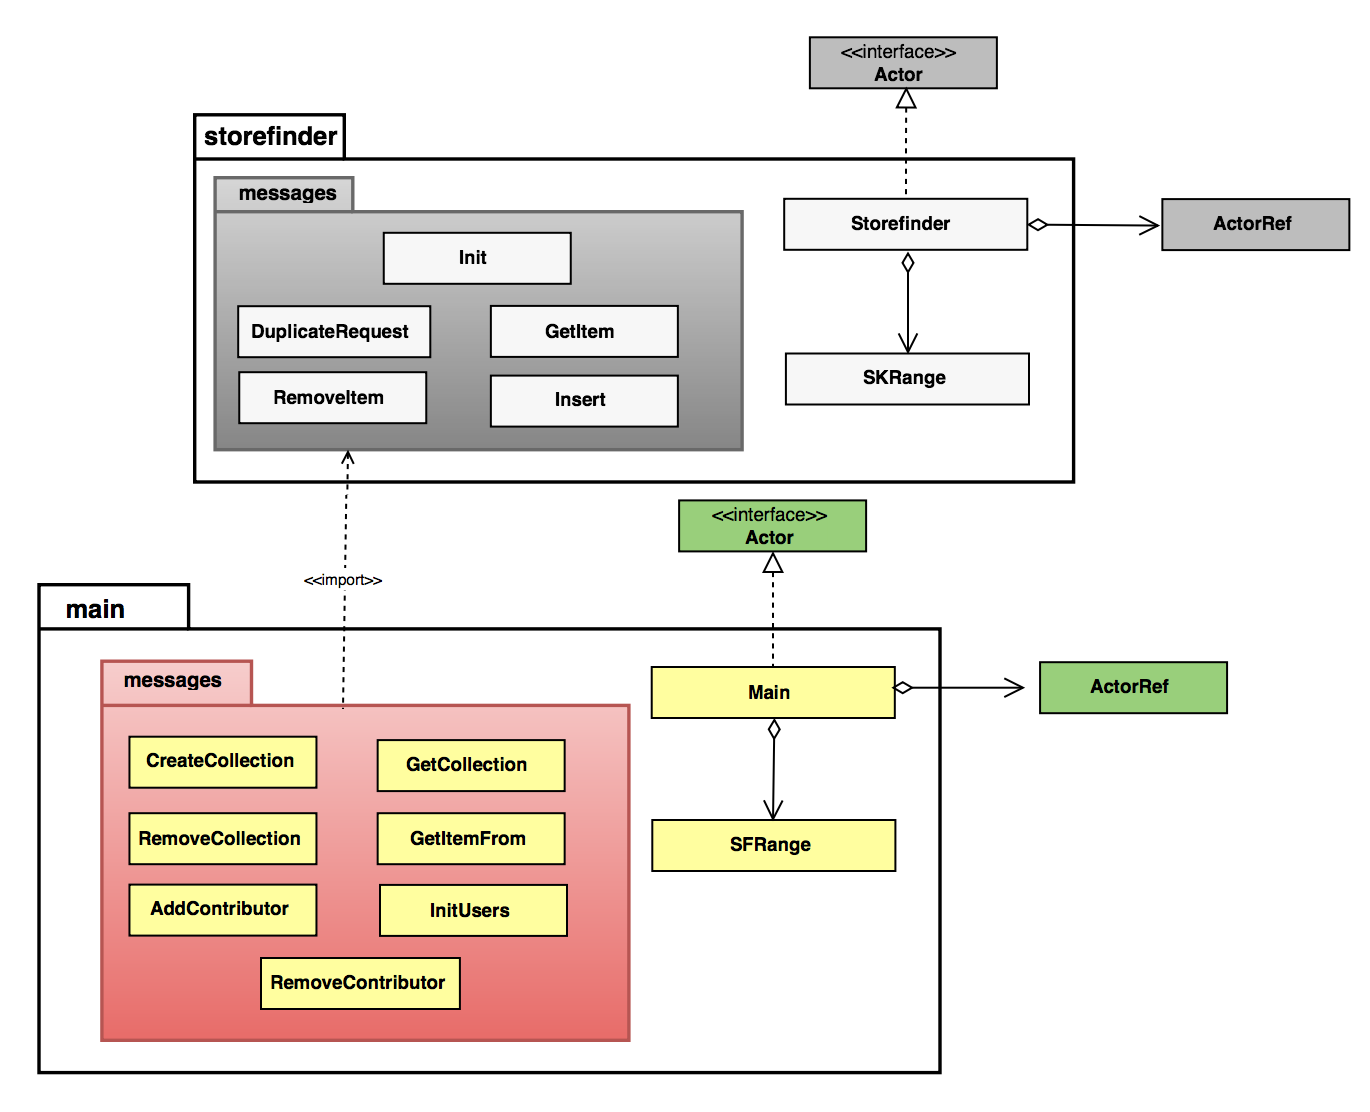 <<interface>>
Actor
storefinder
messages
Storefinder
ActorRef
Init
DuplicateRequest
GetItem
RemoveItem
Insert
SKRange
<<interface>>
Actor
<<import>>
main
messages
Main
ActorRef
CreateCollection
GetCollection
RemoveCollection
GetItemFrom
SFRange
AddContributor
InitUsers
RemoveContributor